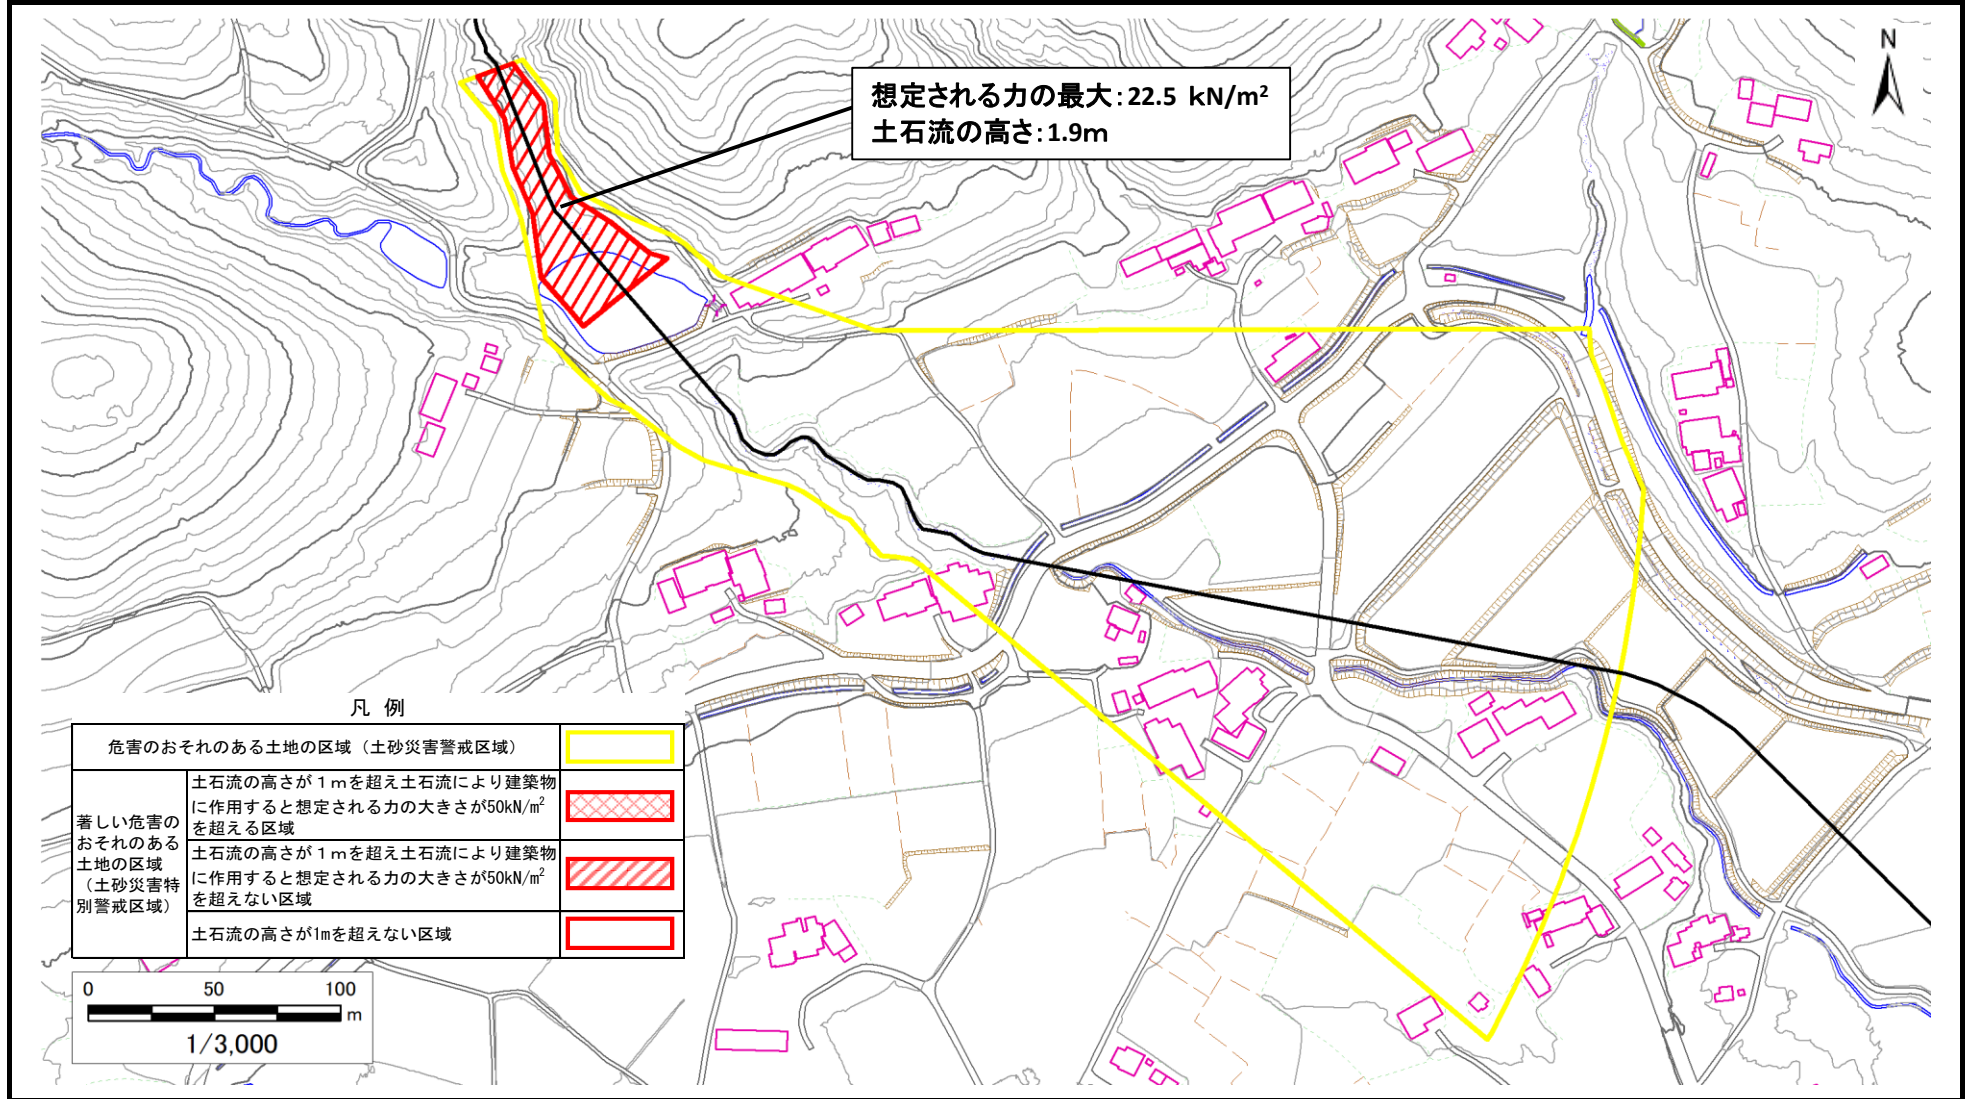 N
想定される力の最大:22.5 kN/m²
土石流の高さ:1.9m
凡 例
危害のおそれのある土地の区域（土砂災害警戒区域）
著しい危害の
おそれのある
土地の区域
（土砂災害特
別警戒区域）
土石流の高さが１ｍを超え土石流により建築物
に作用すると想定される力の大きさが50kN/㎡
を超える区域
土石流の高さが１ｍを超え土石流により建築物
に作用すると想定される力の大きさが50kN/㎡
を超えない区域
土石流の高さが1mを超えない区域
0 50 100
m
1/3,000